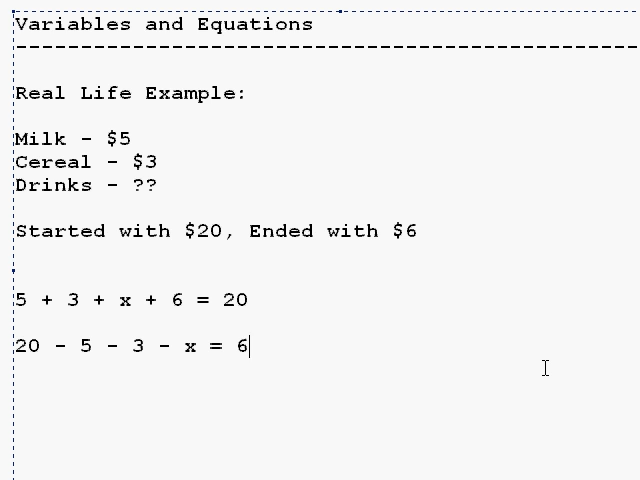 Variables and Equations
------------------------------------------------
Real Life Example:
Milk - $5
Cereal - $3
Drinks - ??
Started with $20, Ended with $6
5 + 3 + x + 6 = 20
20 - 5 - 3 - x = 6